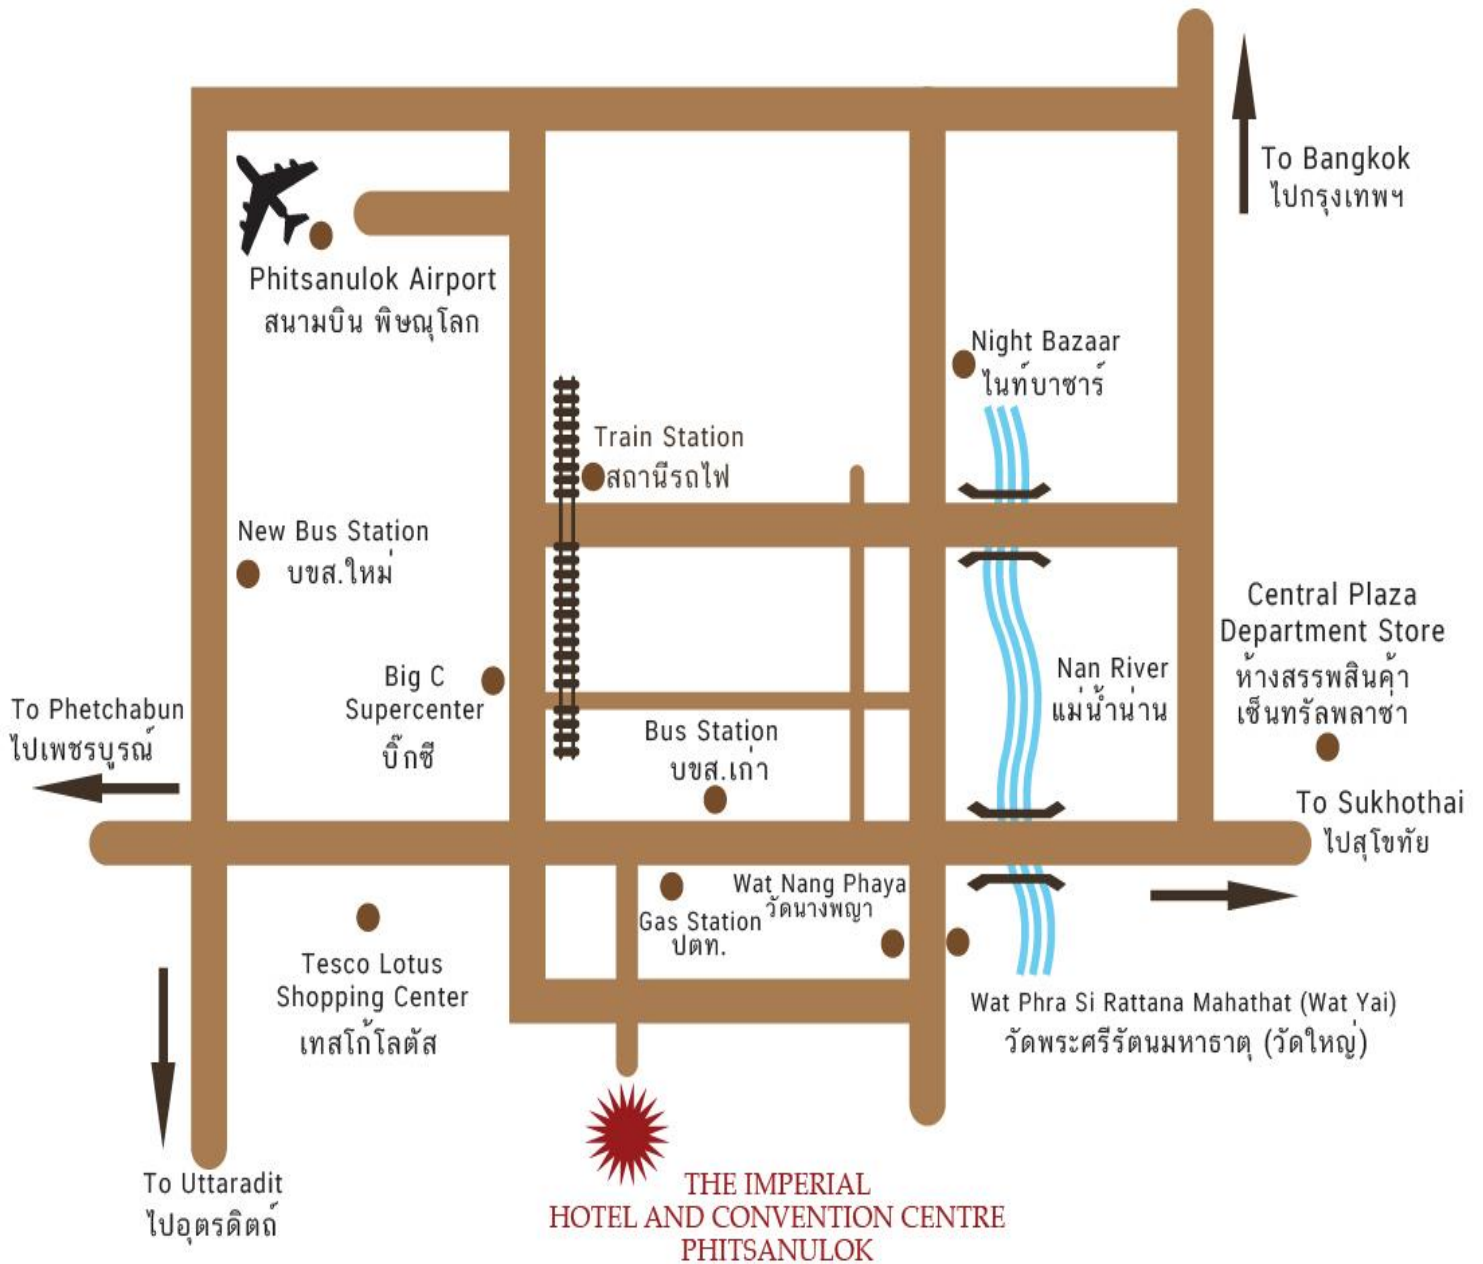 To Bangkok
ไปกรุงเทพฯ
Phitsanulok Airport
สนามบิน พิษณุโลก
Night Bazaar
ไนท์บาซาร์
Train Station
สถานีรถไฟ
New Bus Station
บขส.ใหม่
Central Plaza
Department Store
ห้างสรรพสินค้า
เซ็นทรัลพลาซ่า
Big C
Supercenter
บิ๊กซี
Nan River
แม่น้ำน่าน
To Phetchabun
ไปเพชรบูรณ์
Bus Station
บขส.เก่า
To Sukhothai
ไปสุโขทัย
Wat Nang Phaya
วัดนางพญา
Gas Station
ปตท.
Tesco Lotus
Shopping Center
เทสโก้โลตัส
Wat Phra Si Rattana Mahathat (Wat Yai)
วัดพระศรีรัตนมหาธาตุ (วัดใหญ่)
To Uttaradit
ไปอุตรดิตถ์
THE IMPERIAL
HOTEL AND CONVENTION CENTRE
PHITSANULOK